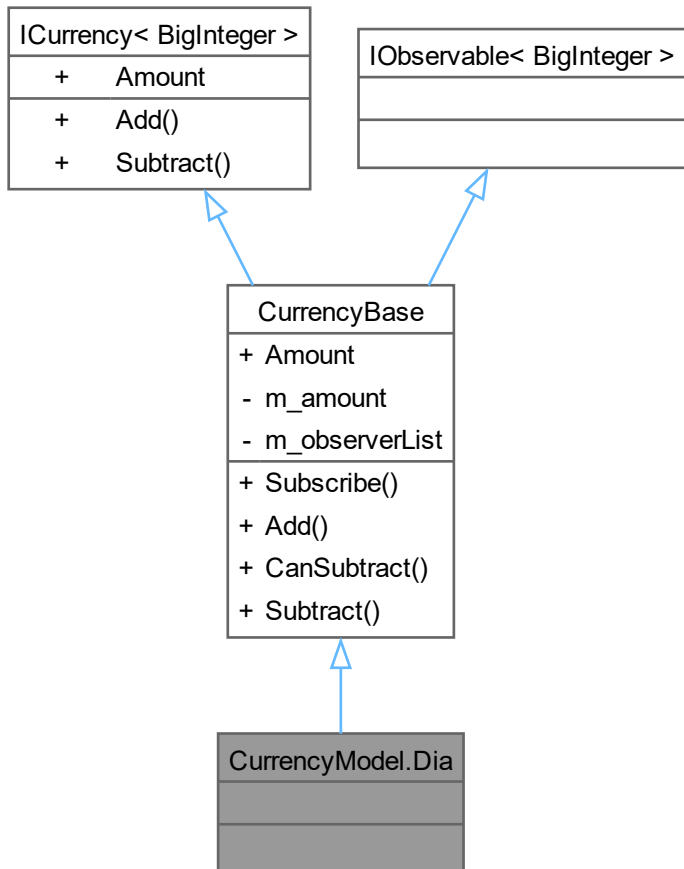 ICurrency< BigInteger >
+ Amount
+ Add()
+ Subtract()
IObservable< BigInteger >
CurrencyBase
+ Amount
- m_amount
- m_observerList
+ Subscribe()
+ Add()
+ CanSubtract()
+ Subtract()
CurrencyModel.Dia